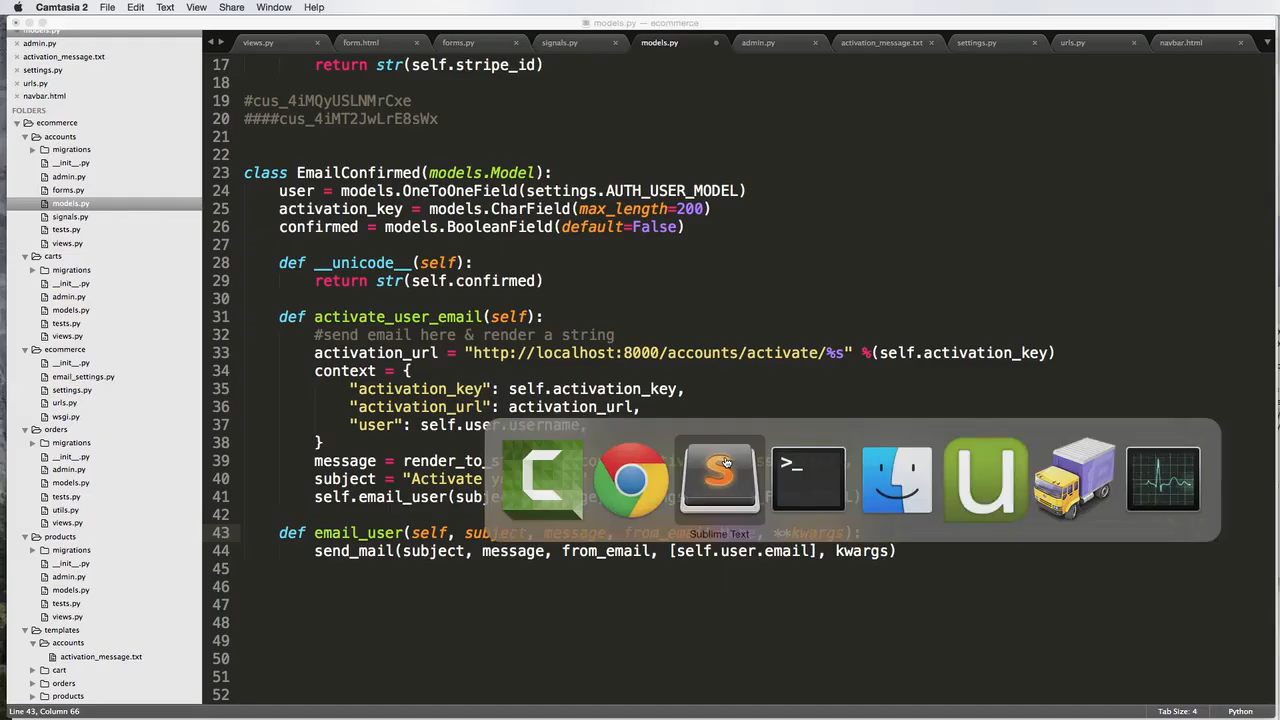 Camtasia 2 File Edit Text View Share Window Help
models.py — ecommerce
views.py × form.html × forms.py × signals.py × models.py admin.py × activation_message.txt × settings.py × urls.py × navbar.html ×
models.py
admin.py
× activation_message.txt
× settings.py
× urls.py
× navbar.html
FOLDERS
ecommerce
accounts
migrations
__init__.py
admin.py
forms.py
models.py
signals.py
tests.py
views.py
carts
migrations
__init__.py
admin.py
models.py
tests.py
views.py
ecommerce
__init__.py
email_settings.py
settings.py
urls.py
wsgi.py
orders
migrations
__init__.py
admin.py
models.py
tests.py
utils.py
views.py
products
migrations
__init__.py
admin.py
models.py
tests.py
views.py
templates
accounts
activation_message.txt
cart
orders
products
17 return str(self.stripe_id)
18
19 #cus_4iMQyUSLNMrCxe
20 ####cus_4iMT2JwLrE8sWx
21
22
23 class EmailConfirmed(models.Model):
24 user = models.OneToOneField(settings.AUTH_USER_MODEL)
25 activation_key = models.CharField(max_length=200)
26 confirmed = models.BooleanField(default=False)
27
28 def __unicode__(self):
29 return str(self.confirmed)
30
31 def activate_user_email(self):
32 #send email here & render a string
33 activation_url = "http://localhost:8000/accounts/activate/%s" %(self.activation_key)
34 context = {
35 "activation_key": self.activation_key,
36 "activation_url": activation_url,
37 "user": self.user.username,
38 }
39 message = render_to_s
40 subject = "Activate y
41 self.email_user(subj
42
43 def email_user(self, subject, message, from_em **kwargs):
44 send_mail(subject, message, from_email, [self.user.email], kwargs)
45
46
47
48
49
50
51
52
Sublime Text
Line 43, Column 66 Tab Size: 4 Python